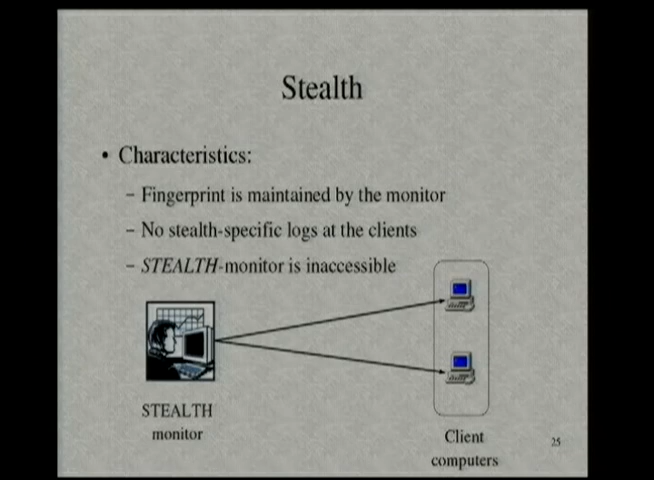 Stealth
• Characteristics:
– Fingerprint is maintained by the monitor
– No stealth-specific logs at the clients
– STEALTH-monitor is inaccessible
STEALTH
monitor
Client
computers
25